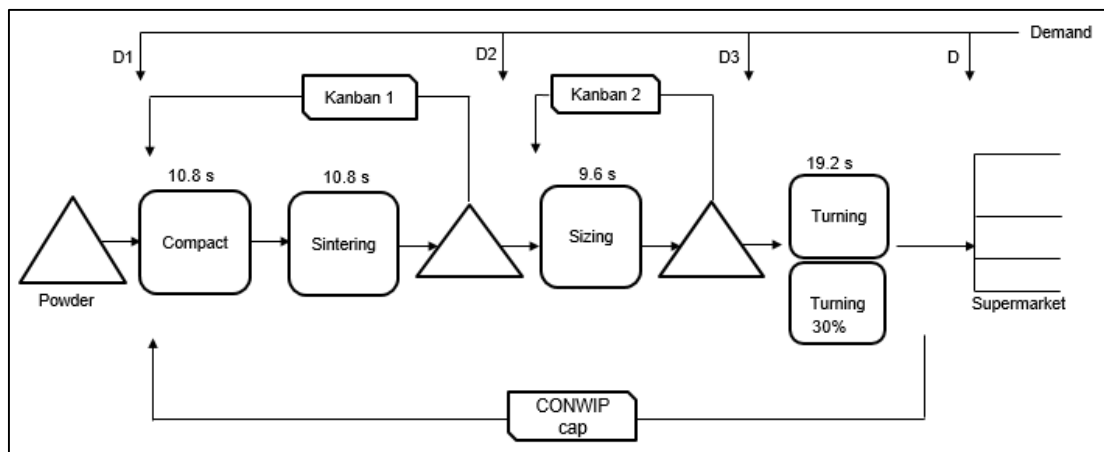 Demand
D1
D2
D3
D
Kanban 1
Kanban 2
10.8 s
10.8 s
9.6 s
19.2 s
Compact
Sintering
Sizing
Turning
Turning
30%
Powder
Supermarket
CONWIP
cap